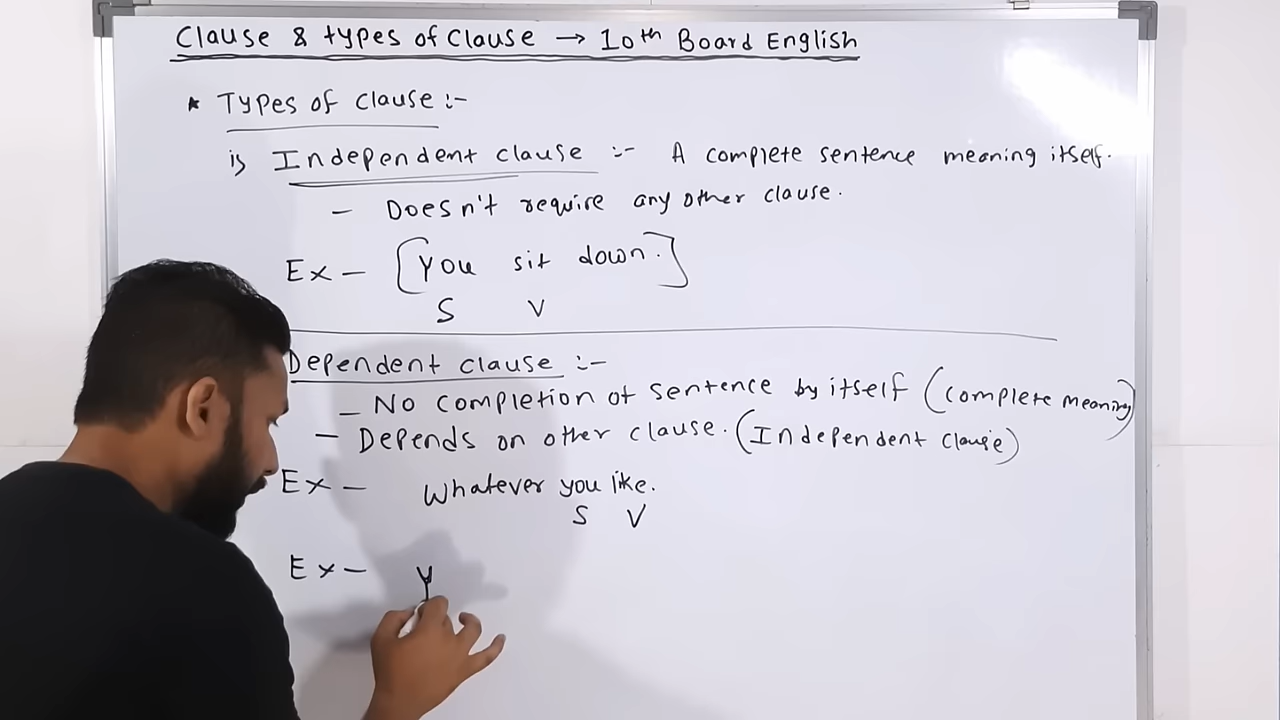 Clause & types of Clause → 10th Board English
* Types of clause :-
i> Independent clause :- A complete sentence meaning itself.
- Doesn't require any other clause.
Ex - [You sit down.]
S V
Dependent clause :-
- No completion of sentence by itself (complete meaning)
- Depends on other clause. (Independent clause)
Ex - Whatever you like.
S V
Ex - Y